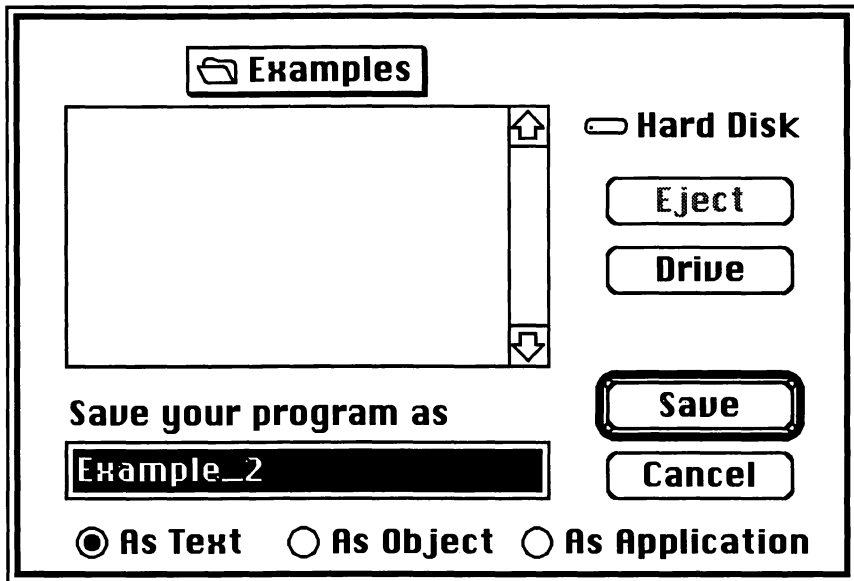 Examples
Hard Disk
Eject
Drive
Save your program as
Save
Example_2
Cancel
As Text As Object As Application